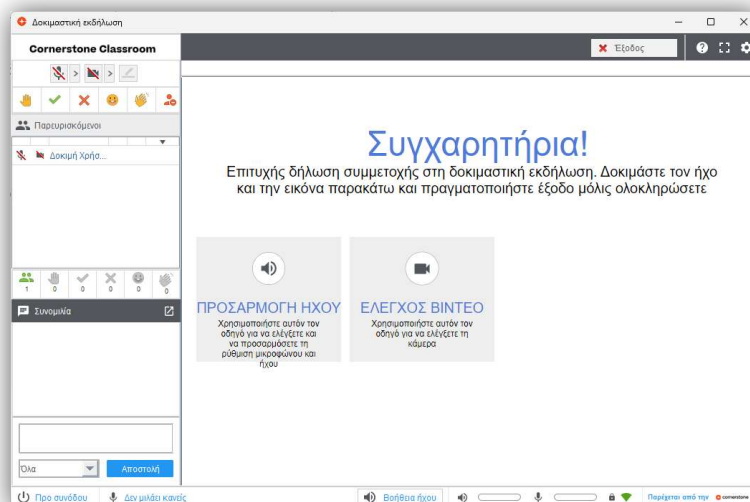 Δοκιμαστική εκδήλωση
Cornerstone Classroom
Έξοδος
Παρευρισκόμενοι
Δοκιμή Χρήσ...
1 0 0 0 0 0
Συνομιλία
Όλα
Αποστολή
Συγχαρητήρια!
Επιτυχής δήλωση συμμετοχής στη δοκιμαστική εκδήλωση. Δοκιμάστε τον ήχο
και την εικόνα παρακάτω και πραγματοποιήστε έξοδο μόλις ολοκληρώσετε
ΠΡΟΣΑΡΜΟΓΗ ΗΧΟΥ
Χρησιμοποιήστε αυτόν τον
οδηγό για να ελέγξετε και
να προσαρμόσετε τη
ρύθμιση μικροφώνου και
ήχου
ΕΛΕΓΧΟΣ ΒΙΝΤΕΟ
Χρησιμοποιήστε αυτόν τον
οδηγό για να ελέγξετε τη
κάμερα
Προ συνόδου
Δεν μιλάει κανείς
Βοήθεια ήχου
Παρέχεται από την cornerstone